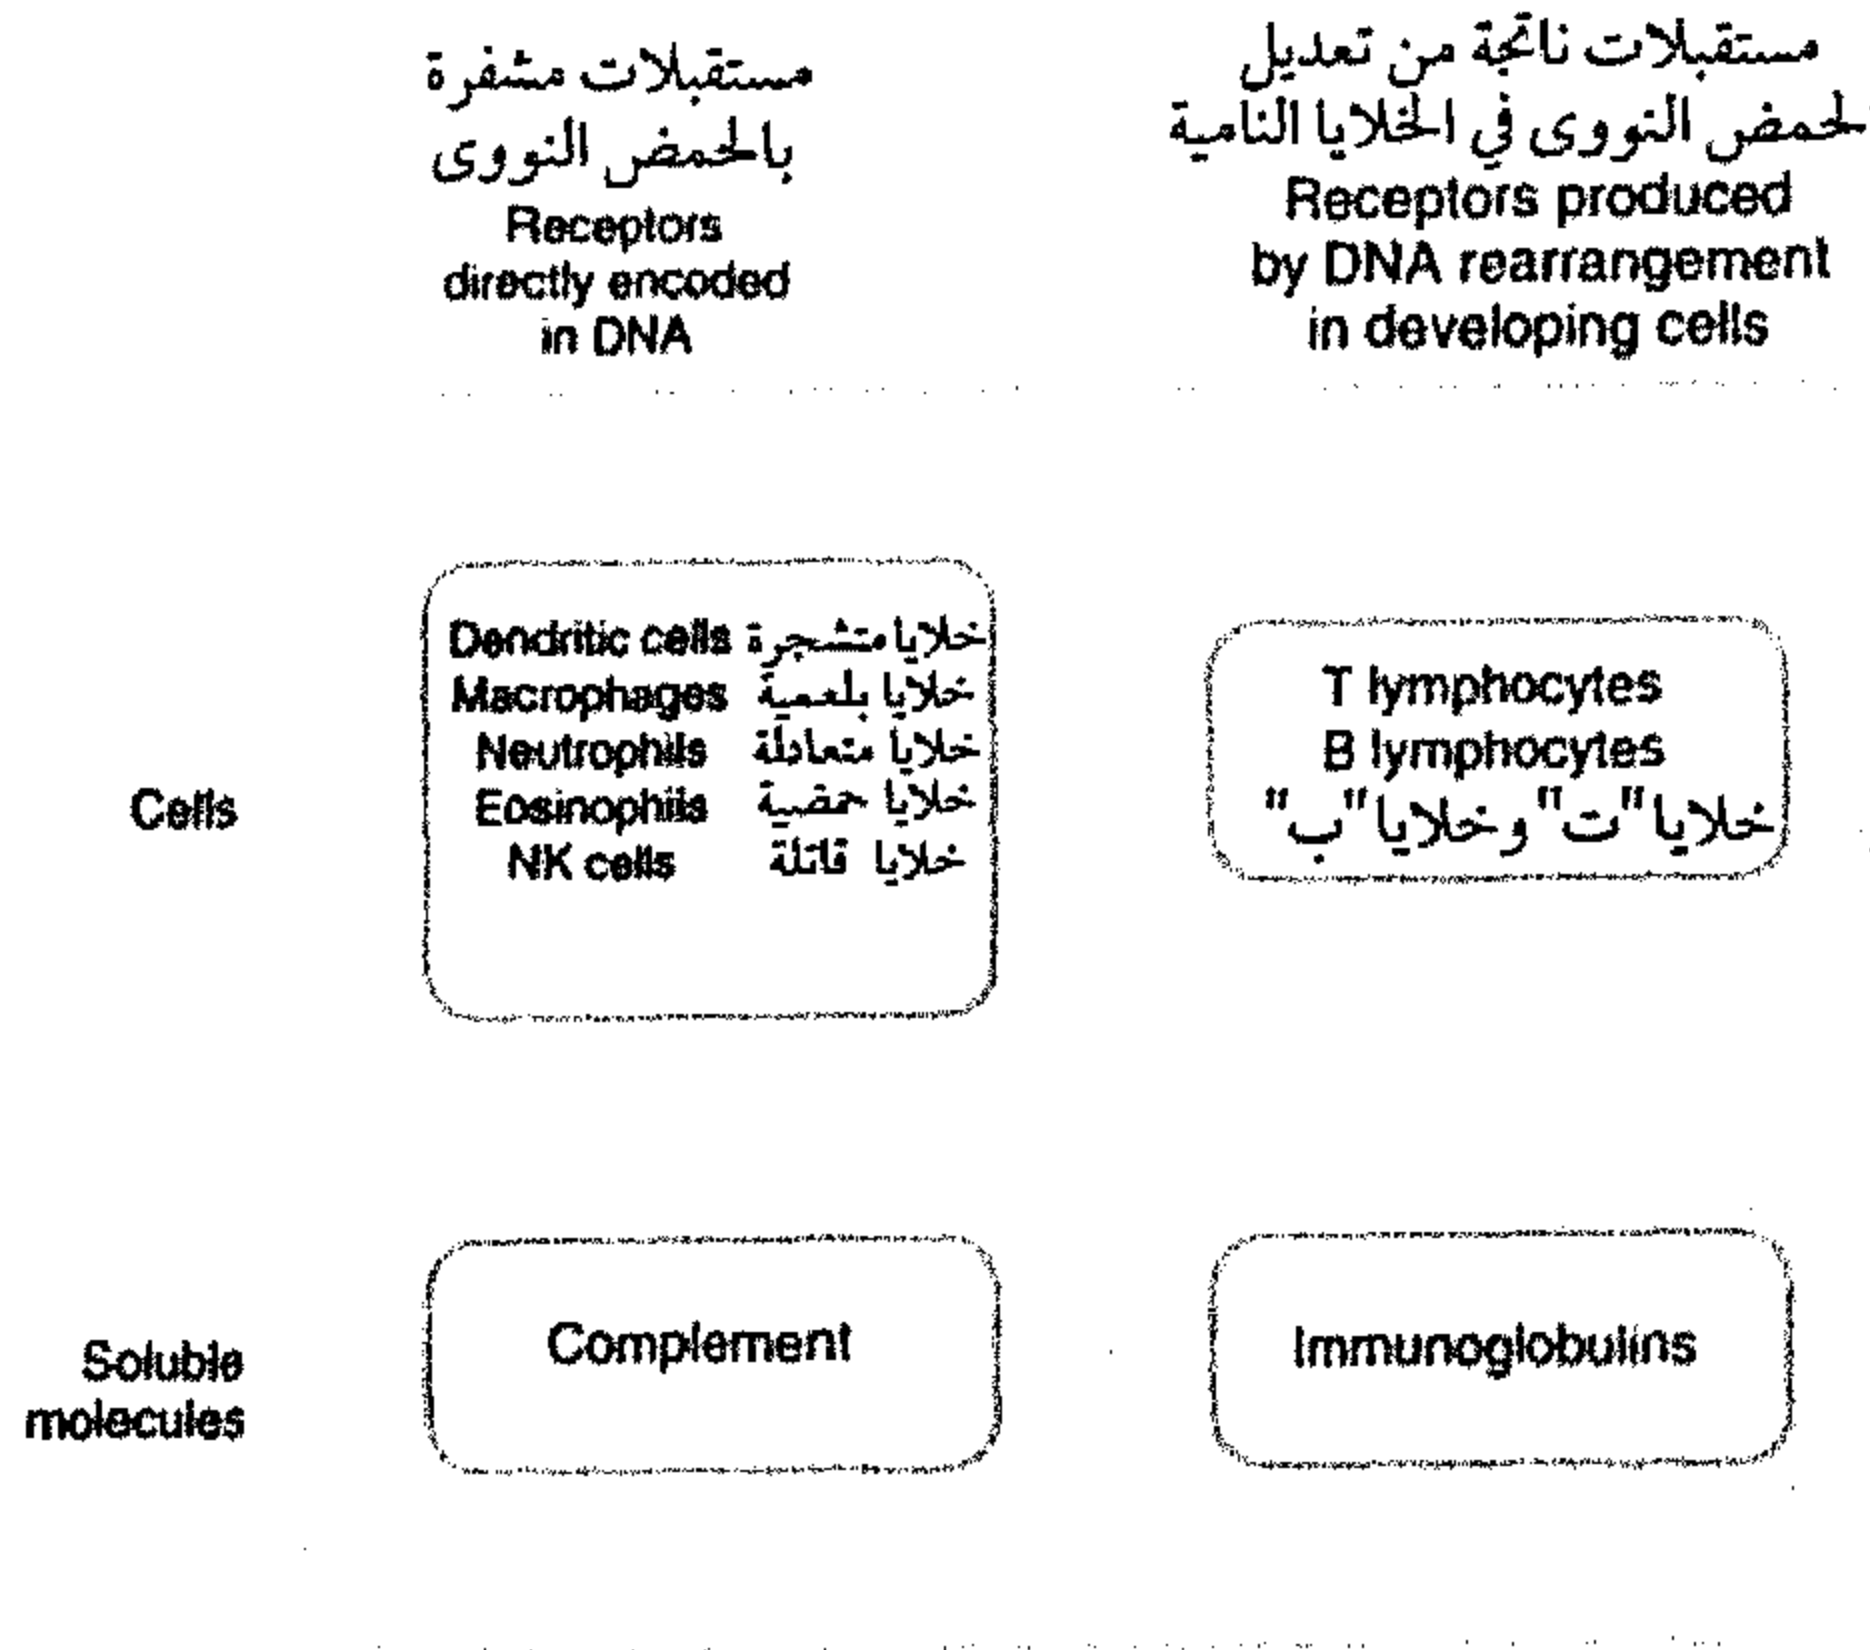 مستقبلات مشفرة
بالحمض النووى
Receptors
directly encoded
in DNA
مستقبلات ناتجة من تعديل
لحمض النووى في الخلايا النامية
Receptors produced
by DNA rearrangement
in developing cells
Cells
Dendritic cells خلايا متشجرة
Macrophages خلايا بلعمية
Neutrophils خلايا متعادلة
Eosinophils خلايا حمضية
NK cells خلايا قاتلة
T lymphocytes
B lymphocytes
خلايا "ت" وخلايا "ب"
Soluble
molecules
Complement
Immunoglobulins